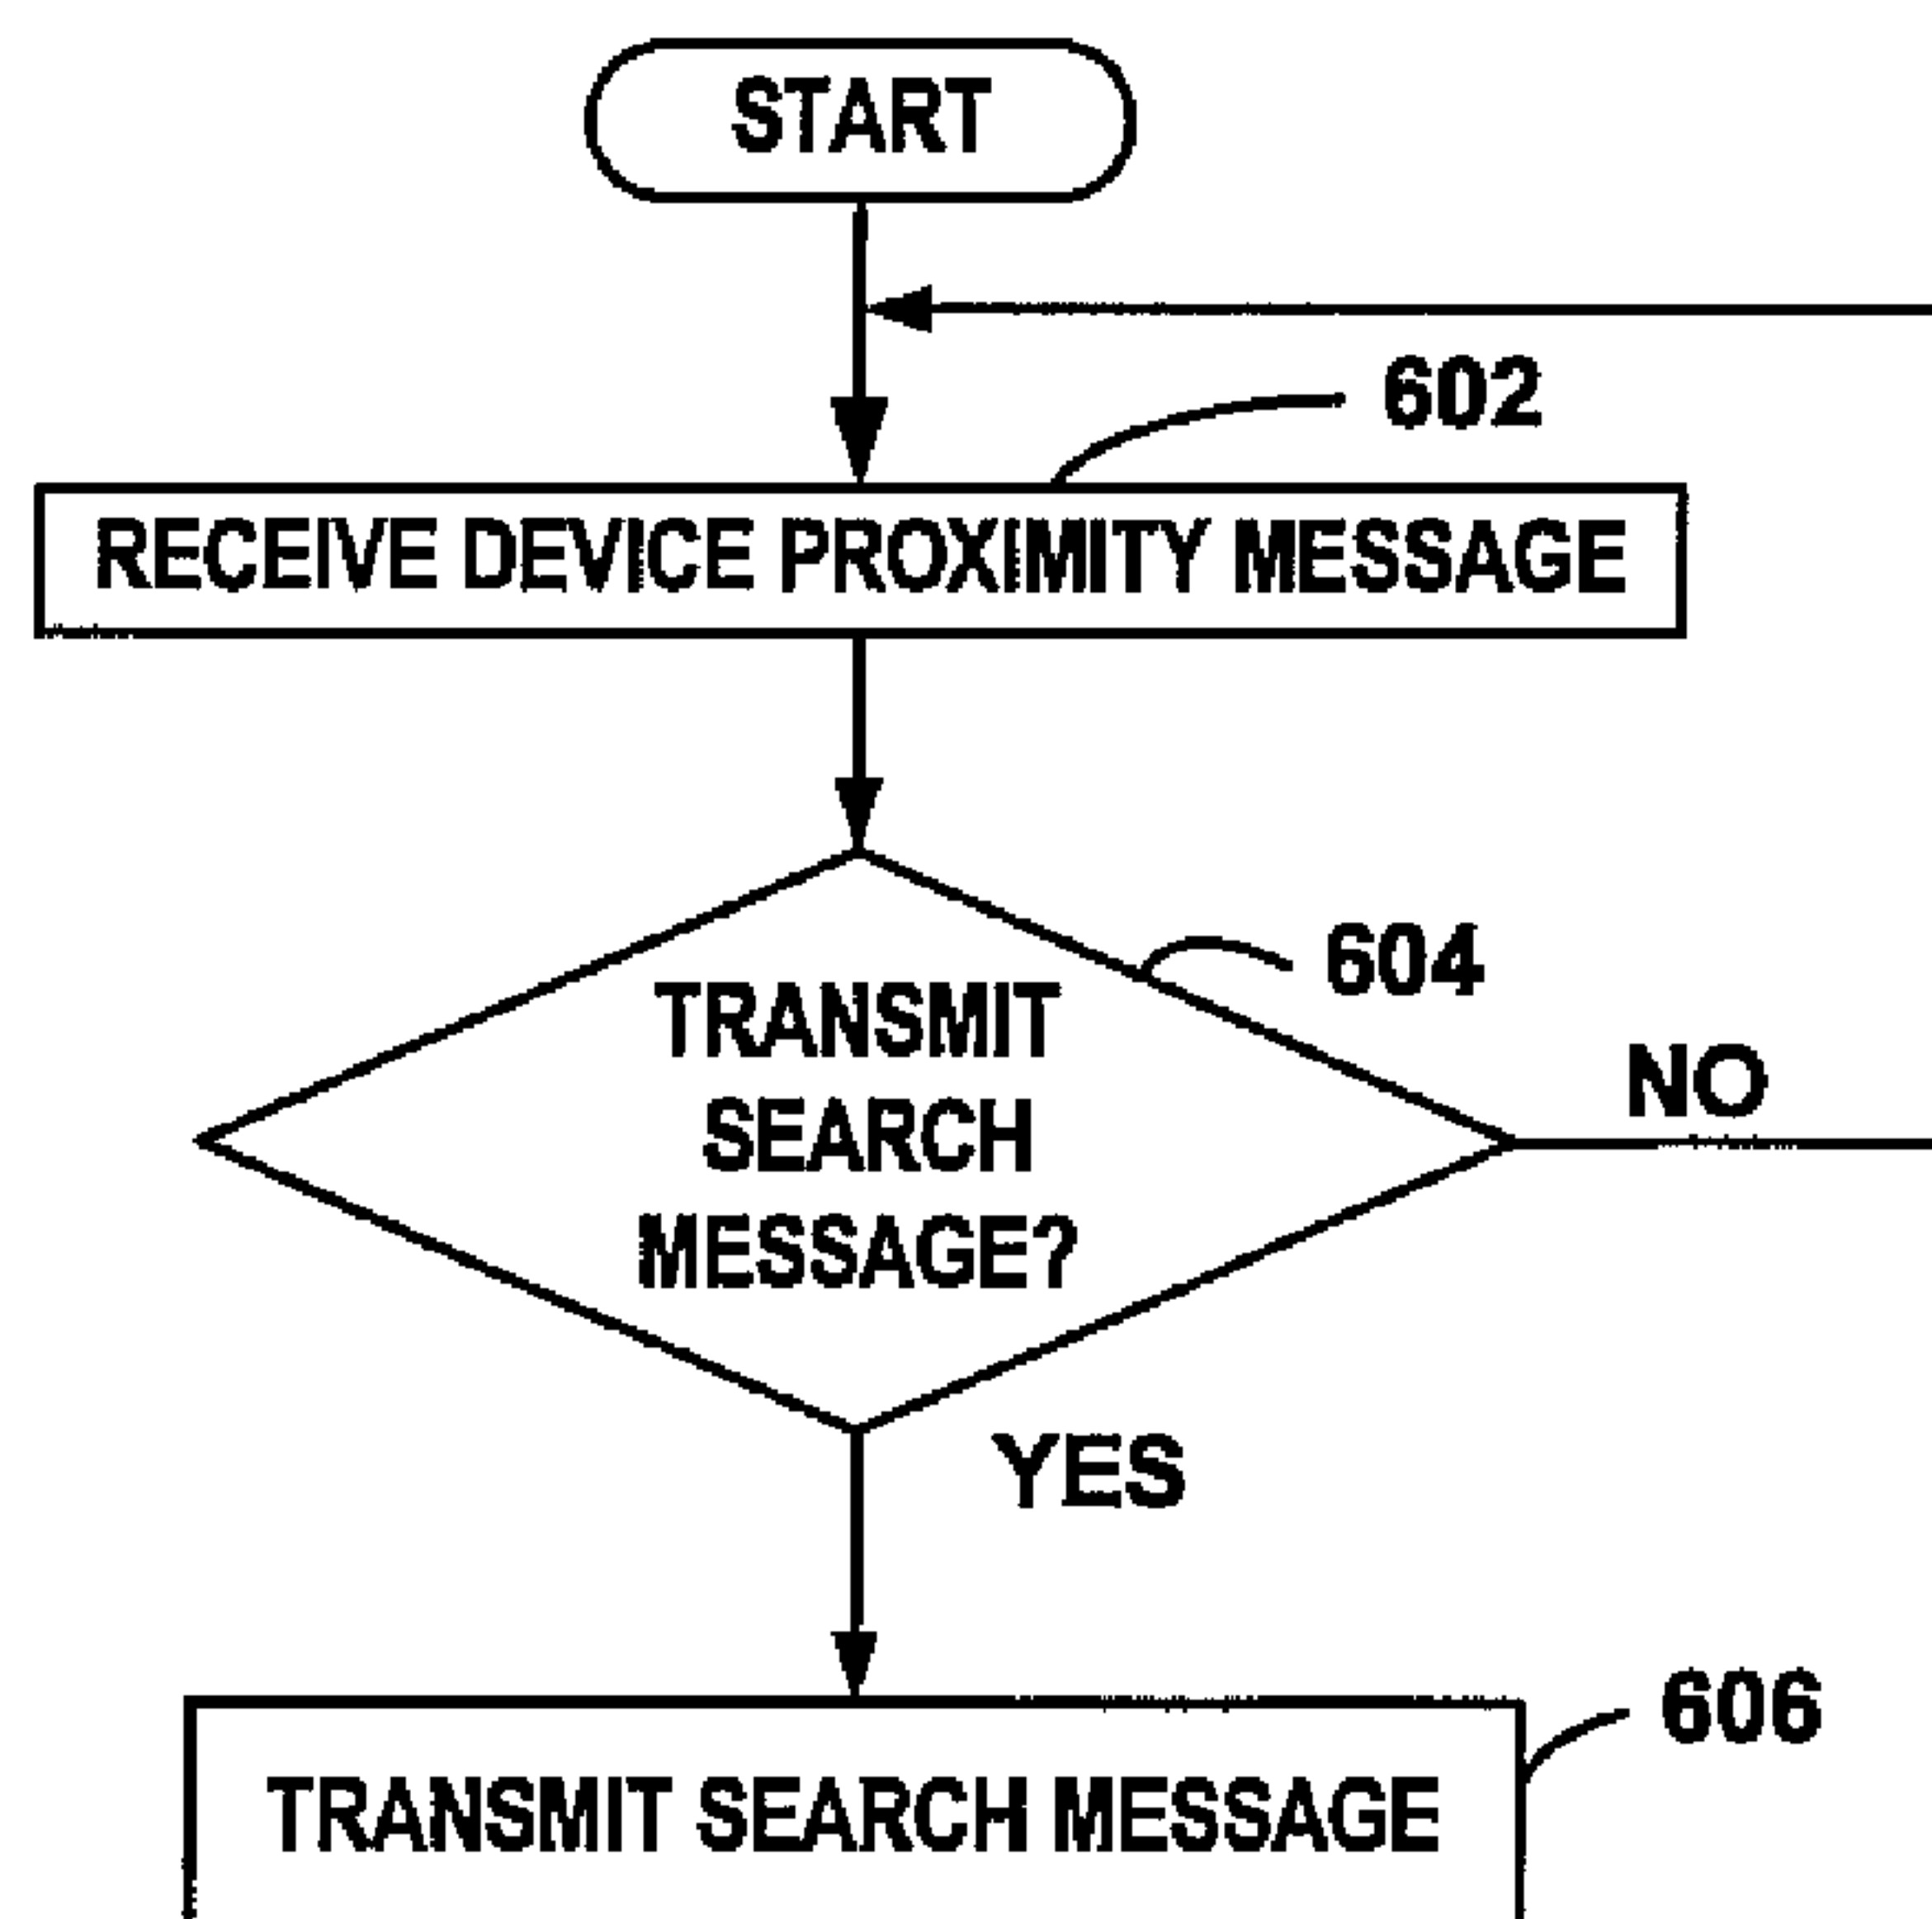 START
602
RECEIVE DEVICE PROXIMITY MESSAGE
604
TRANSMIT
SEARCH
MESSAGE?
NO
YES
606
TRANSMIT SEARCH MESSAGE